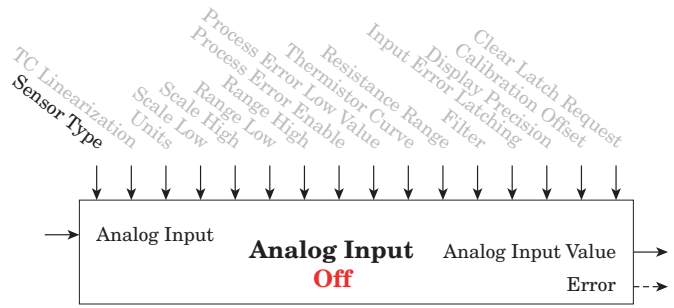 Sensor Type
TC Linearization
Units
Scale Low
Scale High
Range Low
Range High
Process Error Enable
Process Error Low Value
Thermistor Curve
Resistance Range
Filter
Input Error Latching
Display Precision
Calibration Offset
Clear Latch Request
Analog Input
Analog Input
Off
Analog Input Value
Error